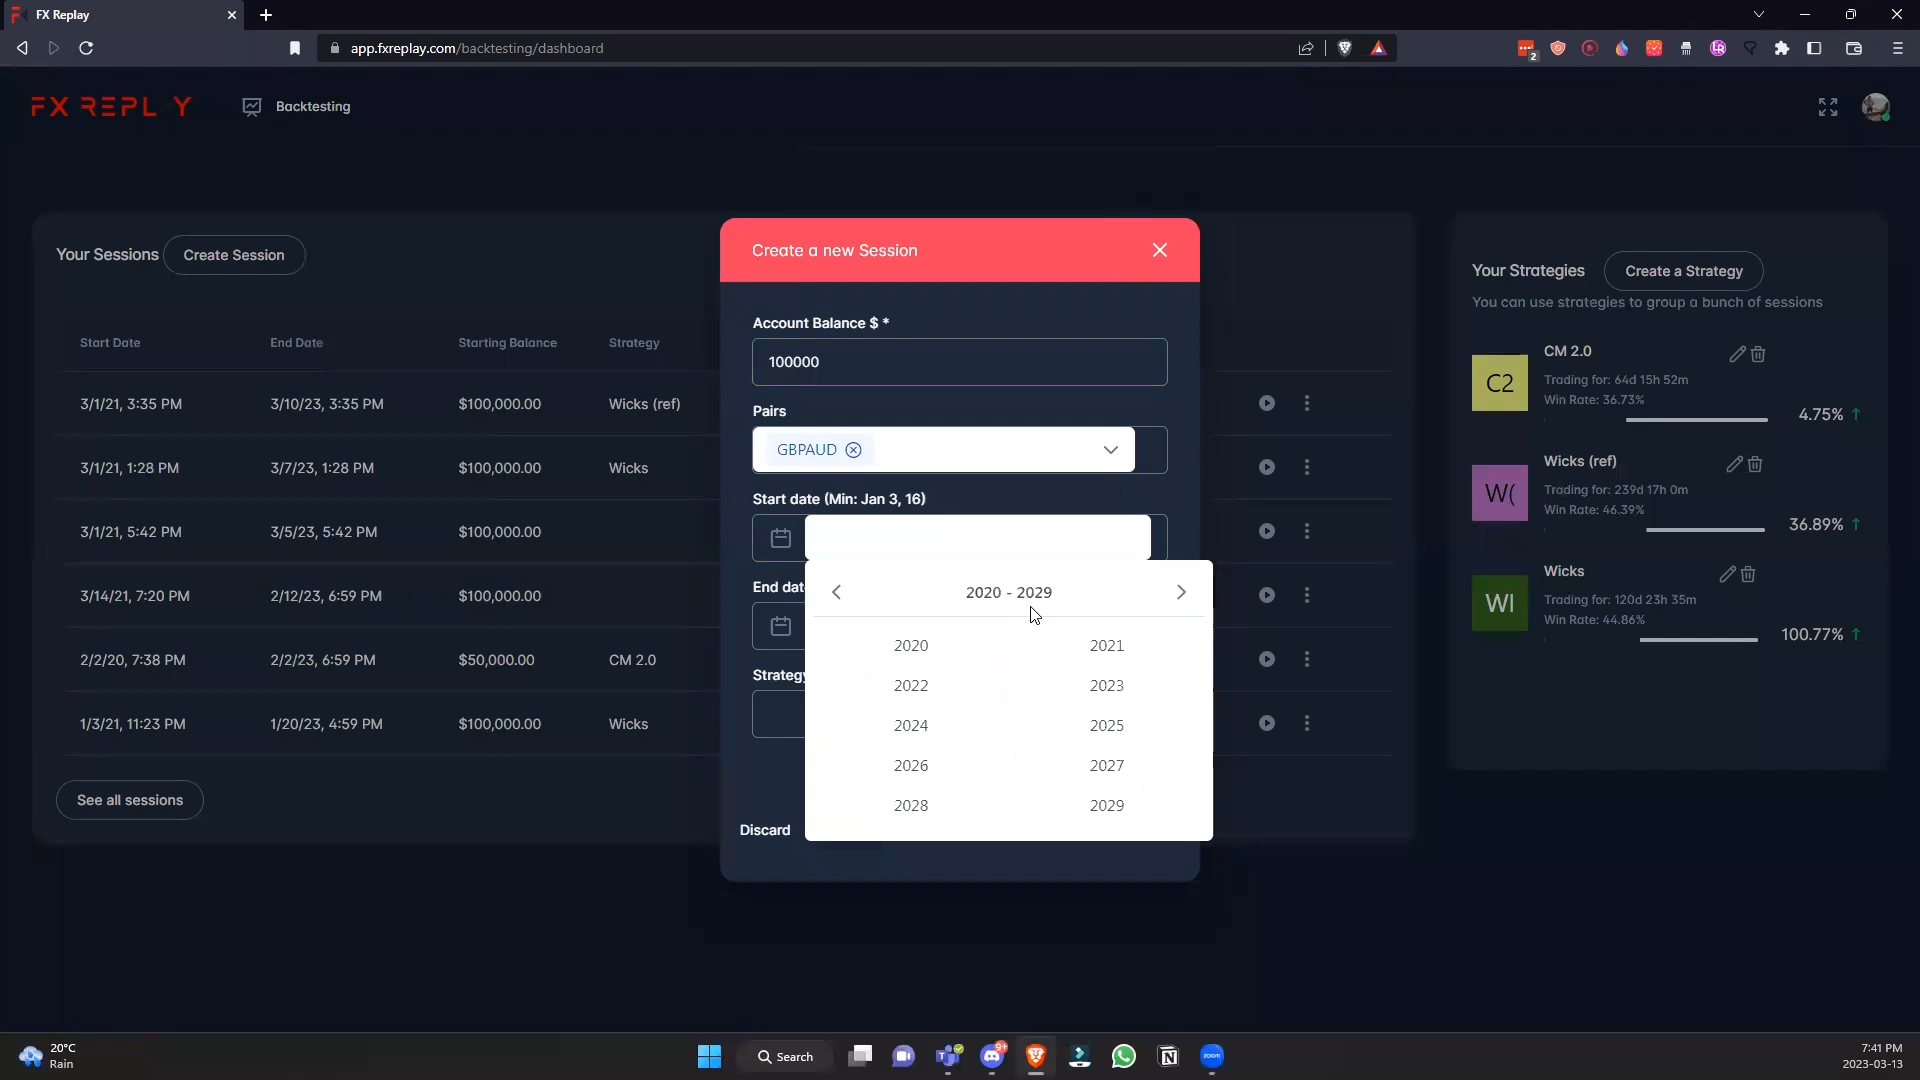 FX Replay
app.fxreplay.com/backtesting/dashboard
2
FX REPL Y
Backtesting
Your Sessions
Create Session
Start Date
End Date
Starting Balance
Strategy
3/1/21, 3:35 PM
3/10/23, 3:35 PM
$100,000.00
Wicks (ref)
3/1/21, 1:28 PM
3/7/23, 1:28 PM
$100,000.00
Wicks
3/1/21, 5:42 PM
3/5/23, 5:42 PM
$100,000.00
3/14/21, 7:20 PM
2/12/23, 6:59 PM
$100,000.00
2/2/20, 7:38 PM
2/2/23, 6:59 PM
$50,000.00
CM 2.0
1/3/21, 11:23 PM
1/20/23, 4:59 PM
$100,000.00
Wicks
See all sessions
Create a new Session
Account Balance $ *
100000
Pairs
GBPAUD
Start date (Min: Jan 3, 16)
End dat
Strategy
2020 - 2029
2020
2021
2022
2023
2024
2025
2026
2027
2028
2029
Discard
Your Strategies
Create a Strategy
You can use strategies to group a bunch of sessions
C2
CM 2.0
Trading for: 64d 15h 52m
Win Rate: 36.73%
4.75%
W(
Wicks (ref)
Trading for: 239d 17h 0m
Win Rate: 46.39%
36.89%
WI
Wicks
Trading for: 120d 23h 35m
Win Rate: 44.86%
100.77%
20°C
Rain
Search
9+
zoom
7:41 PM
2023-03-13